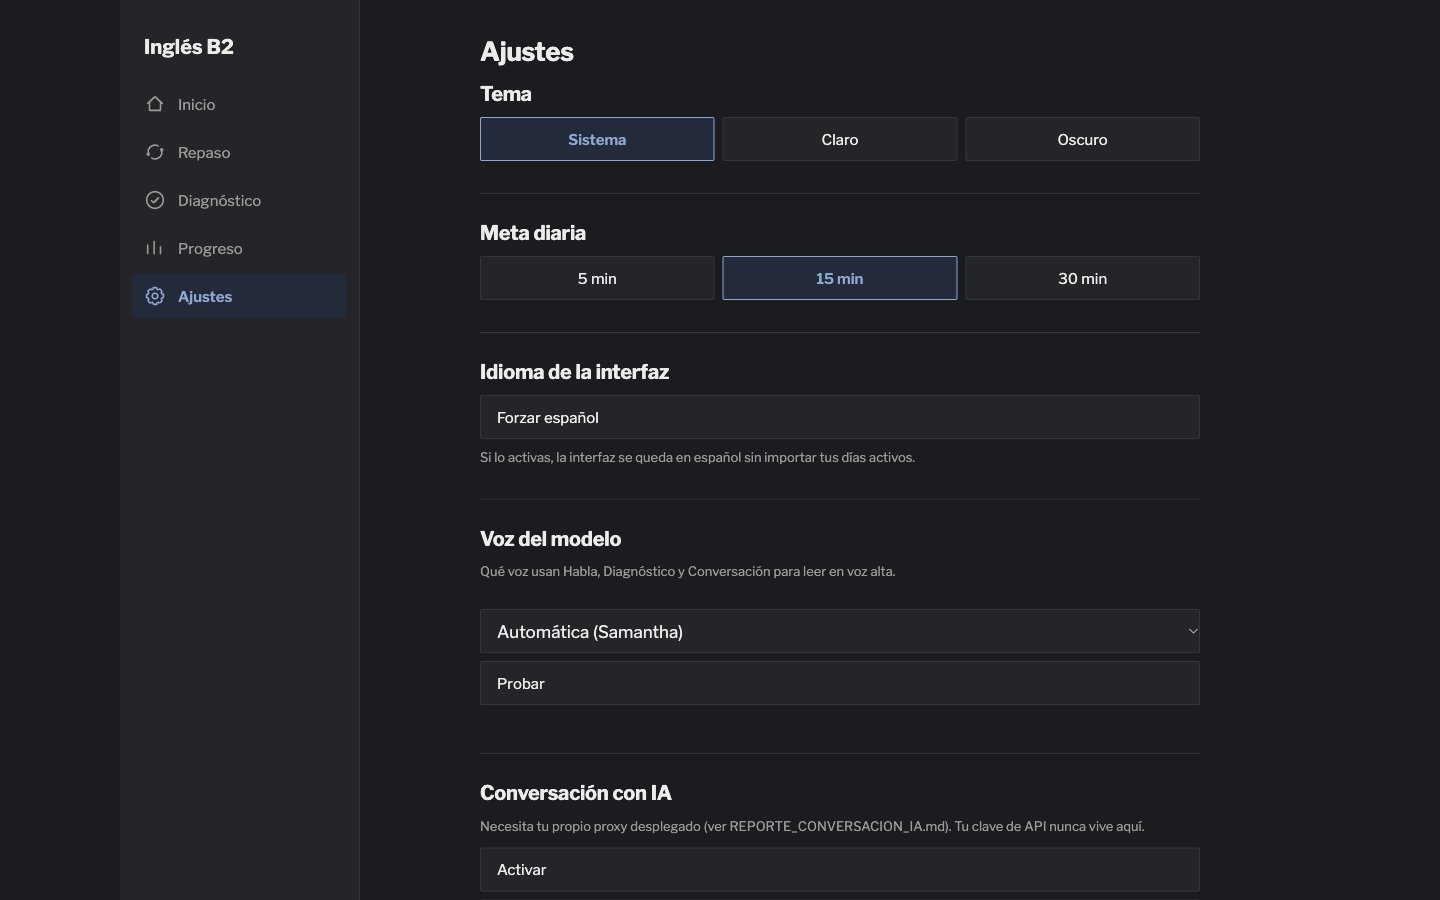 Inglés B2
Inicio
Repaso
Diagnóstico
Progreso
Ajustes
Ajustes
Tema
Sistema
Claro
Oscuro
Meta diaria
5 min
15 min
30 min
Idioma de la interfaz
Forzar español
Si lo activas, la interfaz se queda en español sin importar tus días activos.
Voz del modelo
Qué voz usan Habla, Diagnóstico y Conversación para leer en voz alta.
Automática (Samantha)
Probar
Conversación con IA
Necesita tu propio proxy desplegado (ver REPORTE_CONVERSACION_IA.md). Tu clave de API nunca vive aquí.
Activar